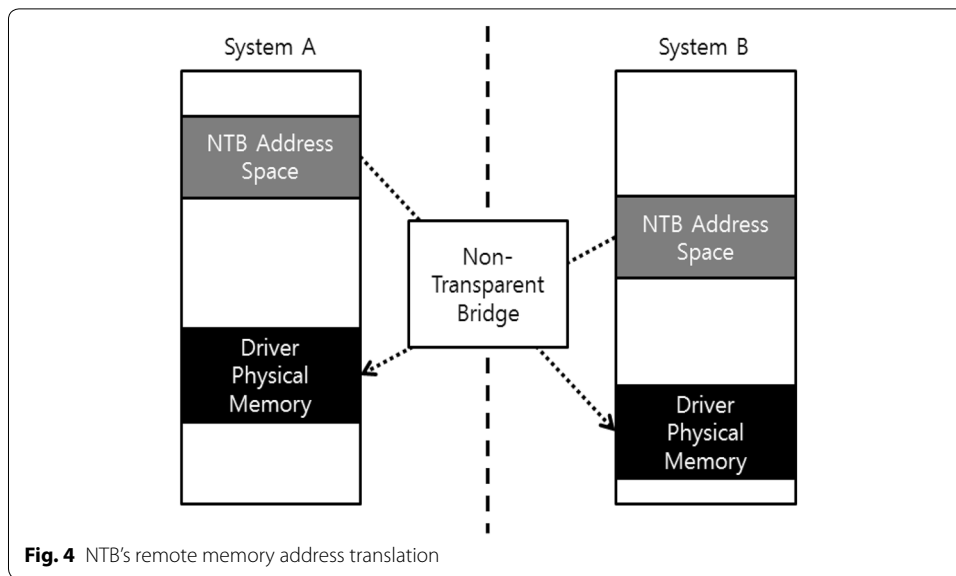 System A
System B
NTB Address
Space
NTB Address
Space
Non-
Transparent
Bridge
Driver
Physical
Memory
Driver
Physical
Memory
Fig. 4 NTB's remote memory address translation